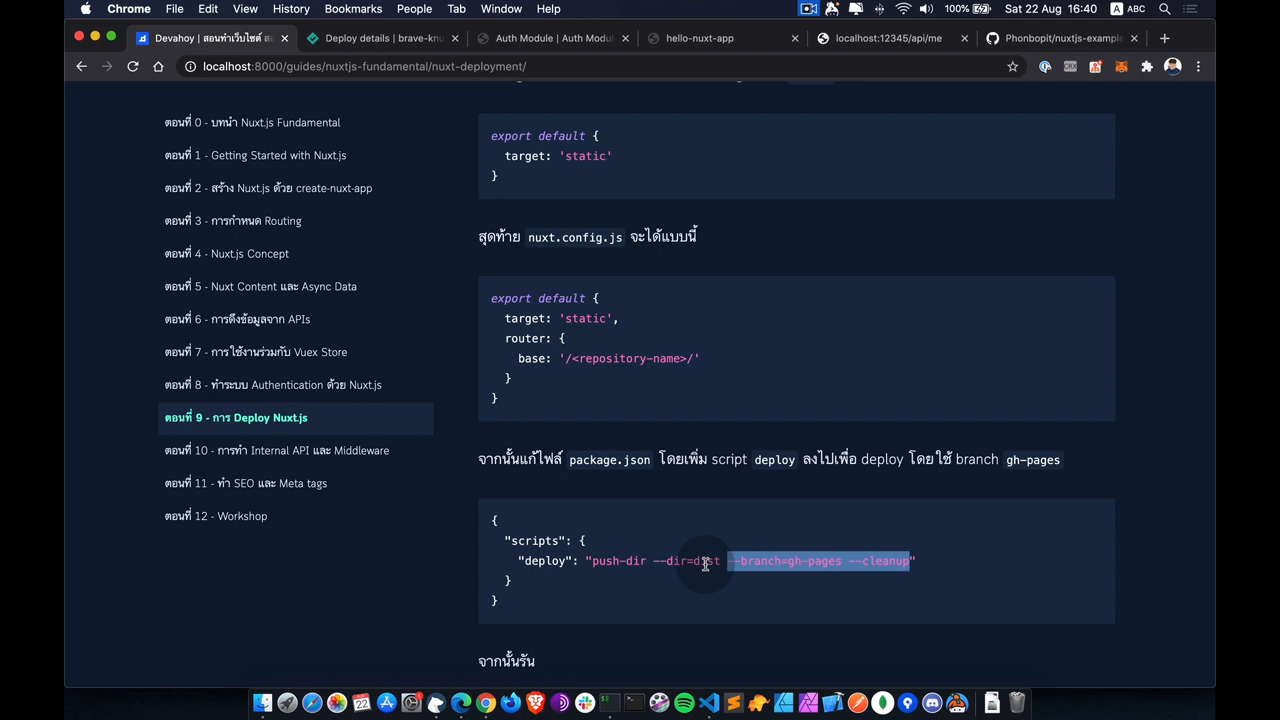 Chrome File Edit View History Bookmarks People Tab Window Help 100% Sat 22 Aug 16:40 A ABC
Devahoy | สอนทำเว็บไซต์ ส
Deploy details | brave-knu
Auth Module | Auth Modu
hello-nuxt-app
localhost:12345/api/me
Phonbopit/nuxtjs-example
localhost:8000/guides/nuxtjs-fundamental/nuxt-deployment/
CRX
ตอนที่ 0 - บทนำ Nuxt.js Fundamental
ตอนที่ 1 - Getting Started with Nuxt.js
ตอนที่ 2 - สร้าง Nuxt.js ด้วย create-nuxt-app
ตอนที่ 3 - การกำหนด Routing
ตอนที่ 4 - Nuxt.js Concept
ตอนที่ 5 - Nuxt Content และ Async Data
ตอนที่ 6 - การดึงข้อมูลจาก APIs
ตอนที่ 7 - การใช้งานร่วมกับ Vuex Store
ตอนที่ 8 - ทำระบบ Authentication ด้วย Nuxt.js
ตอนที่ 9 - การ Deploy Nuxt.js
ตอนที่ 10 - การทำ Internal API และ Middleware
ตอนที่ 11 - ทำ SEO และ Meta tags
ตอนที่ 12 - Workshop
export default {
target: 'static'
}
สุดท้าย nuxt.config.js จะได้แบบนี้
export default {
target: 'static',
router: {
base: '/<repository-name>/'
}
}
จากนั้นแก้ไฟล์ package.json โดยเพิ่ม script deploy ลงไปเพื่อ deploy โดยใช้ branch gh-pages
{
"scripts": {
"deploy": "push-dir --dir=dist --branch=gh-pages --cleanup"
}
}
จากนั้นรัน